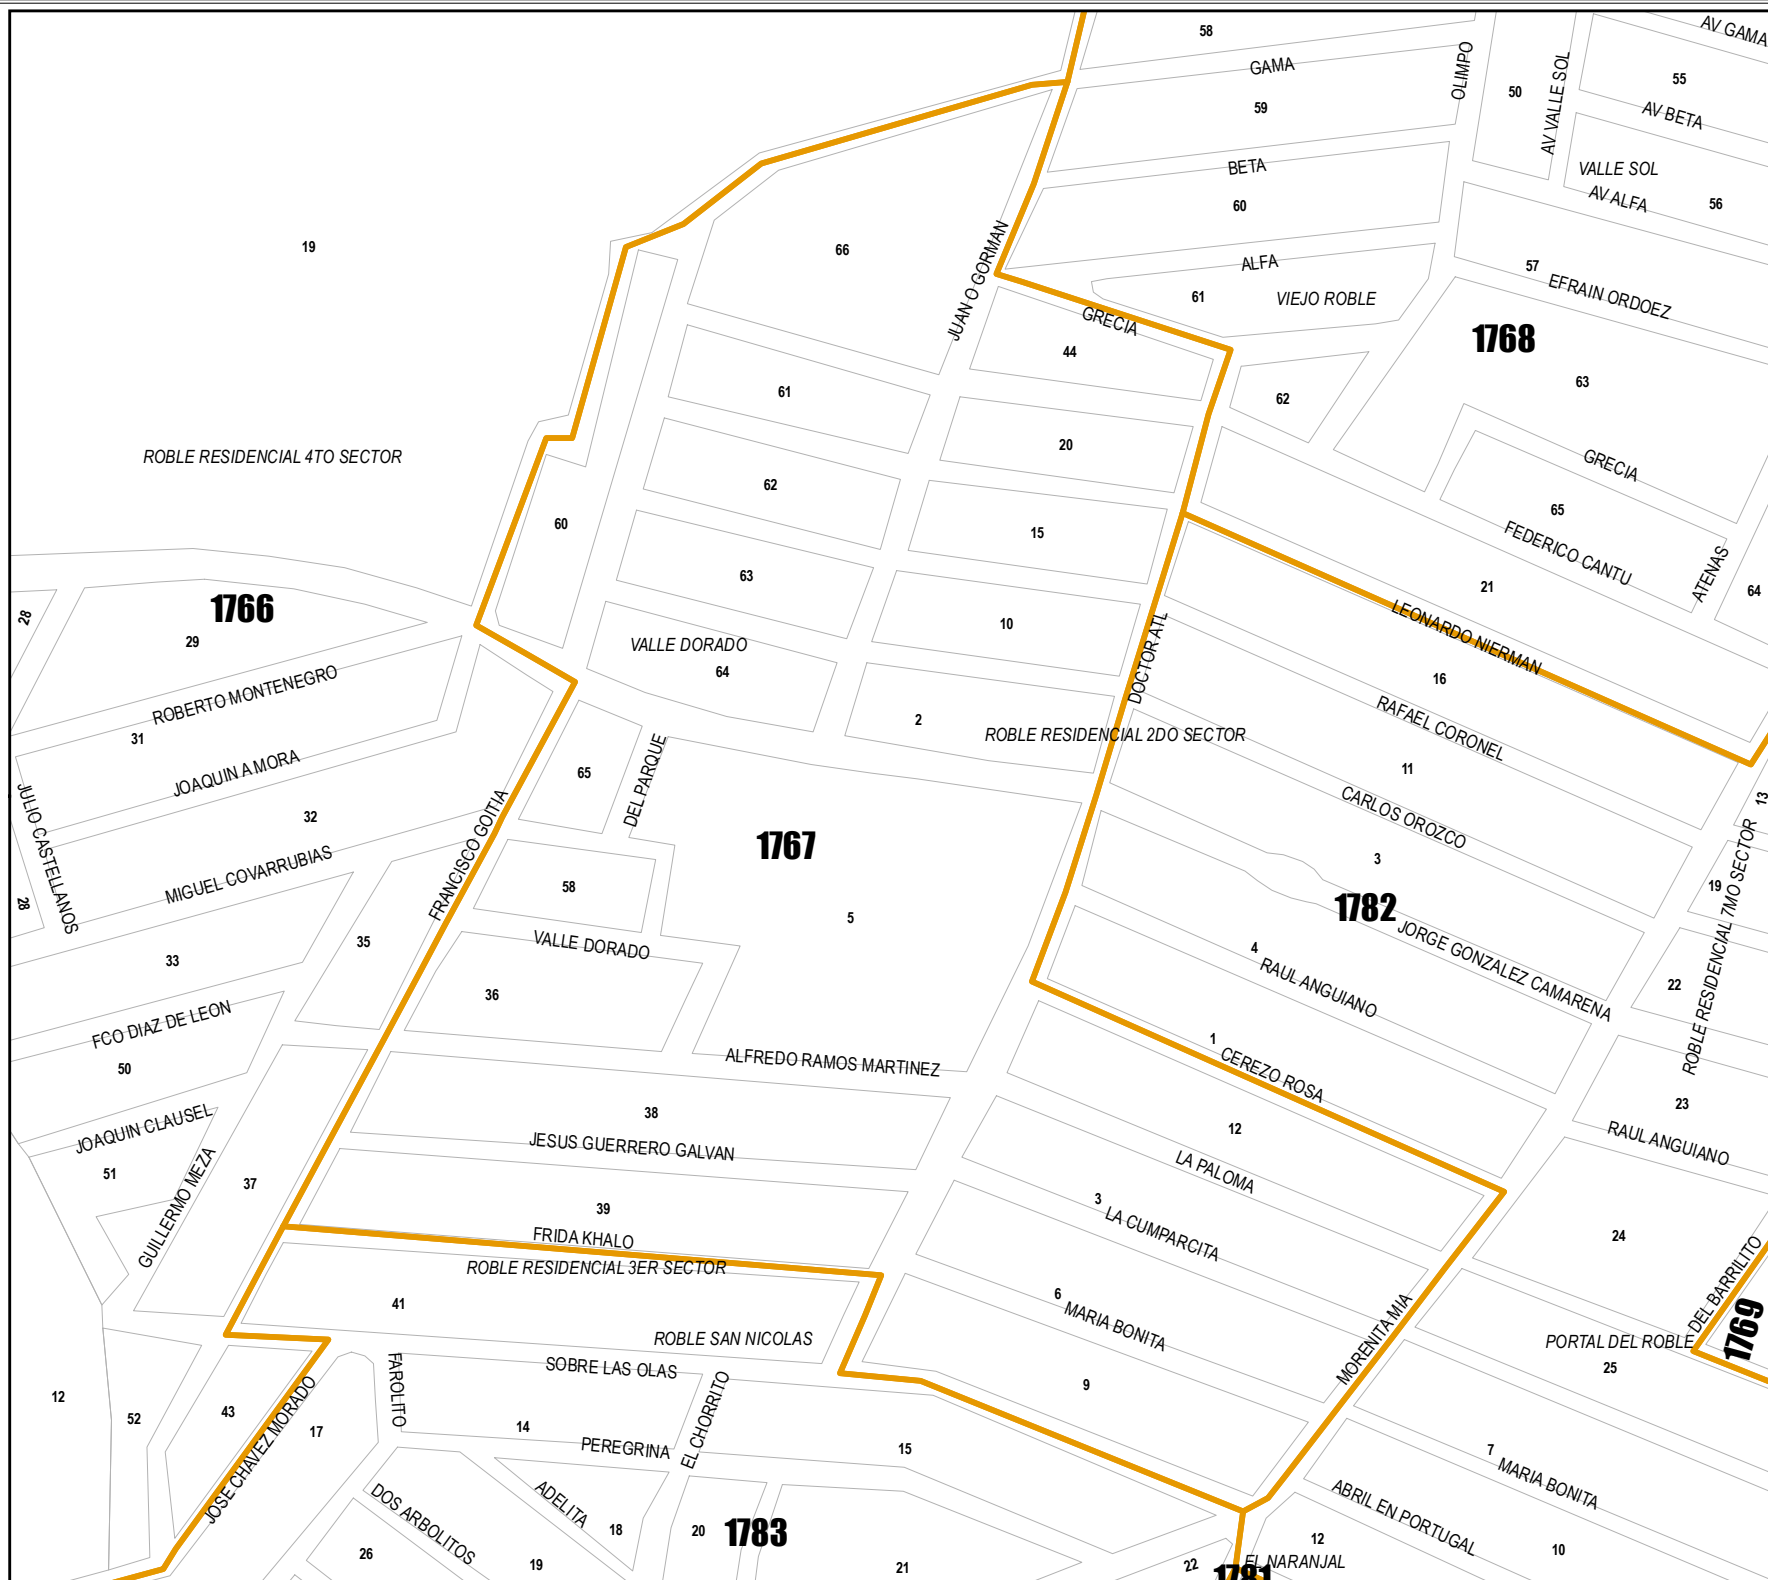 58
AV GAMA
GAMA
OLIMPO
50
AV VALLE SOL
55
59
AV BETA
BETA
VALLE SOL
AV ALFA
56
60
19
66
JUAN O GORMAN
ALFA
57
EFRAIN ORDOEZ
61
VIEJO ROBLE
GRECIA
1768
44
63
61
62
20
GRECIA
ROBLE RESIDENCIAL 4TO SECTOR
62
65
60
15
FEDERICO CANTU
ATENAS
63
21
64
28
1766
29
10
LEONARDO NIERMAN
VALLE DORADO
64
DOCTOR ATL
16
ROBERTO MONTENEGRO
31
2
ROBLE RESIDENCIAL 2DO SECTOR
RAFAEL CORONEL
JOAQUIN A MORA
65
DEL PARQUE
11
13
JULIO CASTELLANOS
32
FRANCISCO GOITIA
1767
CARLOS OROZCO
3
MIGUEL COVARRUBIAS
58
19
ROBLE RESIDENCIAL 7MO SECTOR
28
5
1782
JORGE GONZALEZ CAMARENA
35
VALLE DORADO
4
RAUL ANGUIANO
33
36
22
FCO DIAZ DE LEON
1
CEREZO ROSA
50
ALFREDO RAMOS MARTINEZ
38
23
JOAQUIN CLAUSEL
JESUS GUERRERO GALVAN
12
RAUL ANGUIANO
51
GUILLERMO MEZA
37
LA PALOMA
39
3
LA CUMPARCITA
FRIDA KHALO
24
ROBLE RESIDENCIAL 3ER SECTOR
DEL BARRILITO
41
6
MARIA BONITA
MORENITA MIA
1769
ROBLE SAN NICOLAS
PORTAL DEL ROBLE
SOBRE LAS OLAS
25
FAROLITO
9
12
52
43
JOSE CHAVEZ MORADO
17
14
EL CHORRITO
PEREGRINA
15
7
MARIA BONITA
DOS ARBOLITOS
ADELITA
18
20
1783
ABRIL EN PORTUGAL
12
26
19
21
22
EL NARANJAL
10
1781